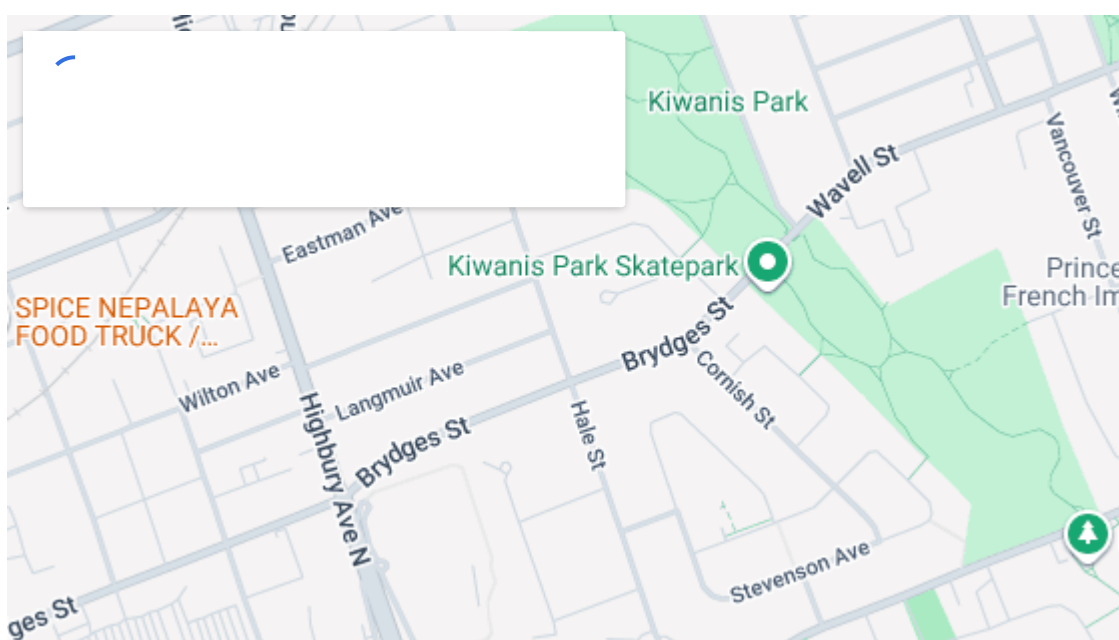 Kiwanis Park
Wavell St
Vancouver St
Eastman Ave
Kiwanis Park Skatepark
Prince
French Im
SPICE NEPALAYA
FOOD TRUCK /...
Brydges St
Wilton Ave
Langmuir Ave
Cornish St
Highbury Ave N
Hale St
Brydges St
Stevenson Ave
ges St